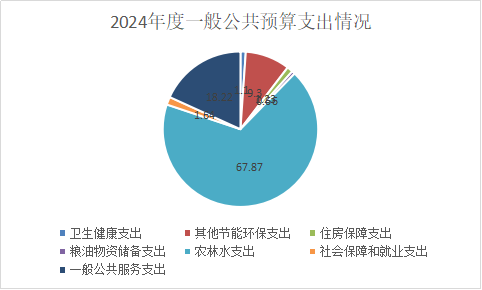 2024年度一般公共预算支出情况
9.3
67.87
1.64
卫生健康支出
其他节能环保支出
住房保障支出
粮油物资储备支出
农林水支出
社会保障和就业支出
一般公共服务支出